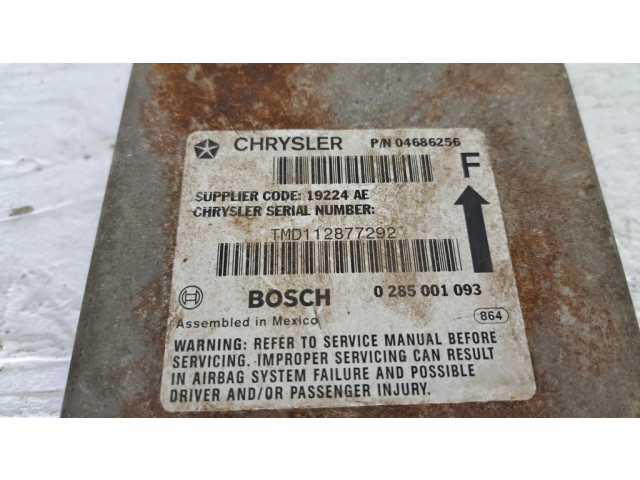 CHRYSLER P/N 04686256
F
SUPPLIER CODE: 19224 AE
CHRYSLER SERIAL NUMBER:
TMD112877292
BOSCH 0 285 001 093
Assembled in Mexico 864
WARNING: REFER TO SERVICE MANUAL BEFORE
SERVICING. IMPROPER SERVICING CAN RESULT
IN AIRBAG SYSTEM FAILURE AND POSSIBLE
DRIVER AND/OR PASSENGER INJURY.